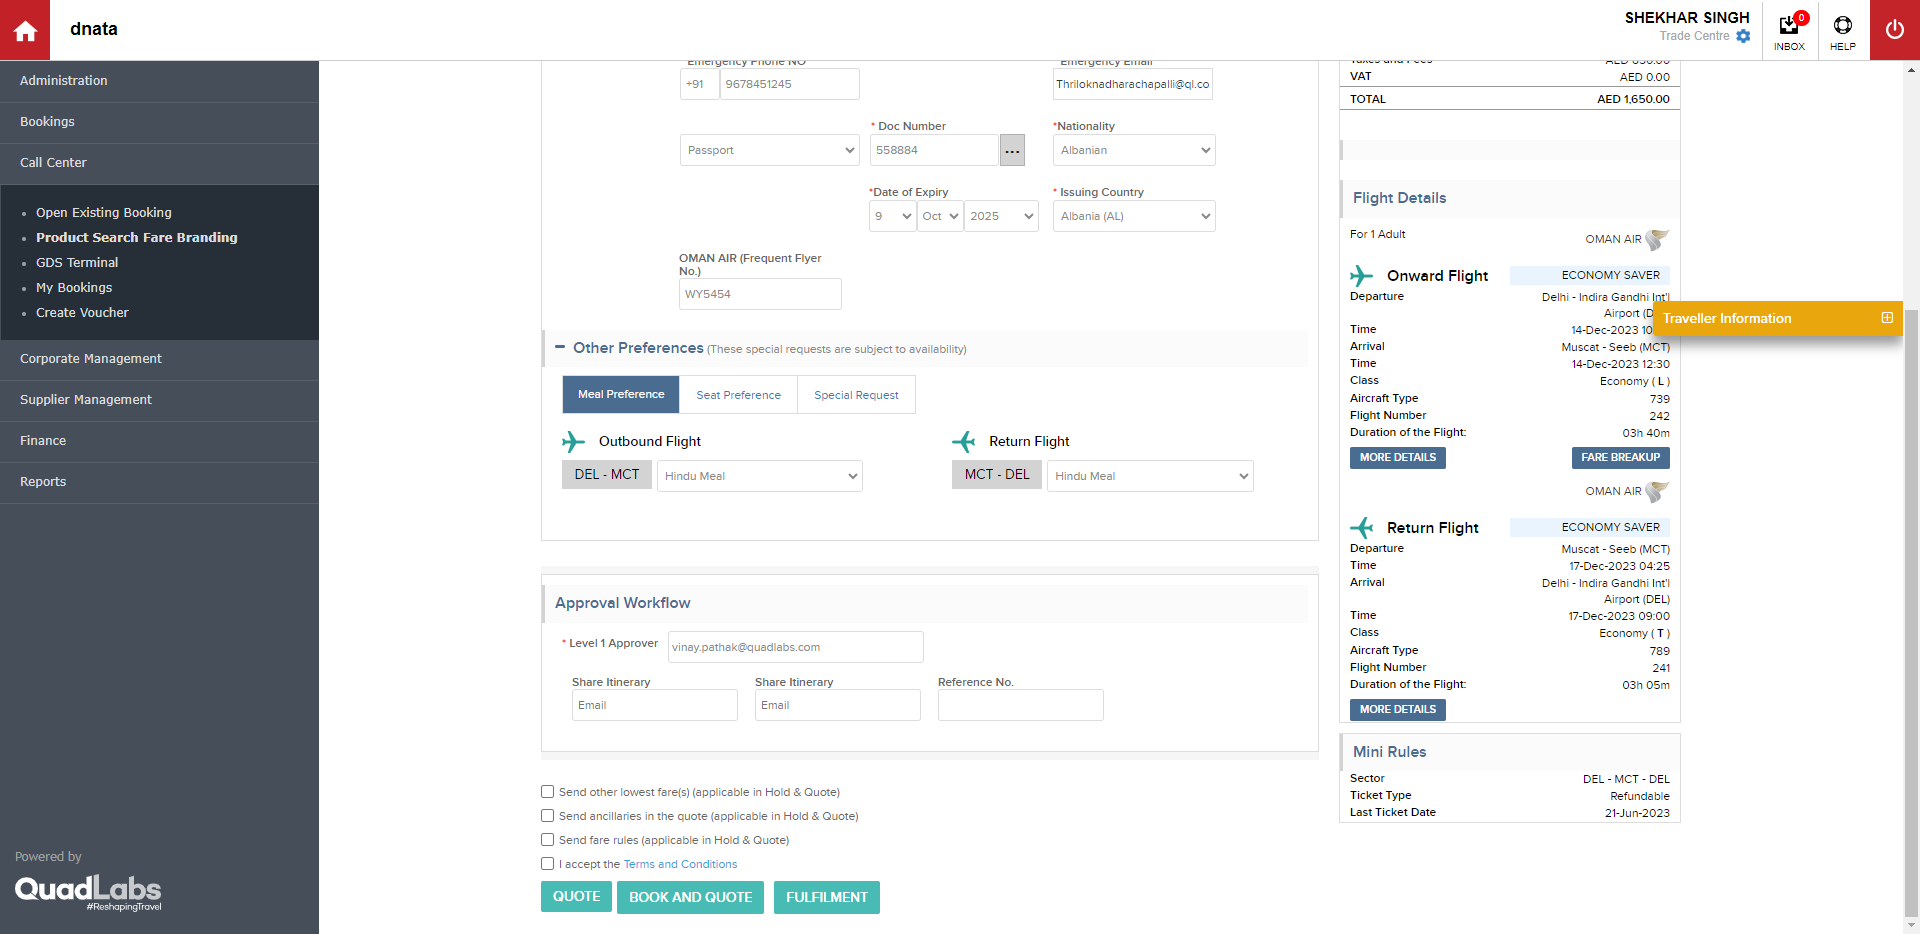 dnata
SHEKHAR SINGH
Trade Centre
0
INBOX
HELP
Administration
Bookings
Call Center
Open Existing Booking
Product Search Fare Branding
GDS Terminal
My Bookings
Create Voucher
Corporate Management
Supplier Management
Finance
Reports
Powered by
QuadLabs
#ReshapingTravel
Emergency Phone No
Emergency Email
+91
9678451245
Thriloknadharachapalli@ql.co
* Doc Number
*Nationality
Passport
558884
...
Albanian
*Date of Expiry
* Issuing Country
9
Oct
2025
Albania (AL)
OMAN AIR (Frequent Flyer
No.)
WY5454
Other Preferences (These special requests are subject to availability)
Meal Preference
Seat Preference
Special Request
Outbound Flight
Return Flight
DEL - MCT
Hindu Meal
MCT - DEL
Hindu Meal
Approval Workflow
* Level 1 Approver
vinay.pathak@quadlabs.com
Share Itinerary
Share Itinerary
Reference No.
Email
Email
Send other lowest fare(s) (applicable in Hold & Quote)
Send ancillaries in the quote (applicable in Hold & Quote)
Send fare rules (applicable in Hold & Quote)
I accept the Terms and Conditions
QUOTE
BOOK AND QUOTE
FULFILMENT
Taxes and Fees AED 650.00
VAT AED 0.00
TOTAL AED 1,650.00
Flight Details
For 1 Adult
OMAN AIR
Onward Flight
ECONOMY SAVER
Departure Delhi - Indira Gandhi Int'l
Airport
Traveller Information
Time 14-Dec-2023
Arrival Muscat - Seeb (MCT)
Time 14-Dec-2023 12:30
Class Economy ( L )
Aircraft Type 739
Flight Number 242
Duration of the Flight: 03h 40m
MORE DETAILS
FARE BREAKUP
OMAN AIR
Return Flight
ECONOMY SAVER
Departure Muscat - Seeb (MCT)
Time 17-Dec-2023 04:25
Arrival Delhi - Indira Gandhi Int'l
Airport (DEL)
Time 17-Dec-2023 09:00
Class Economy ( T )
Aircraft Type 789
Flight Number 241
Duration of the Flight: 03h 05m
MORE DETAILS
Mini Rules
Sector DEL - MCT - DEL
Ticket Type Refundable
Last Ticket Date 21-Jun-2023